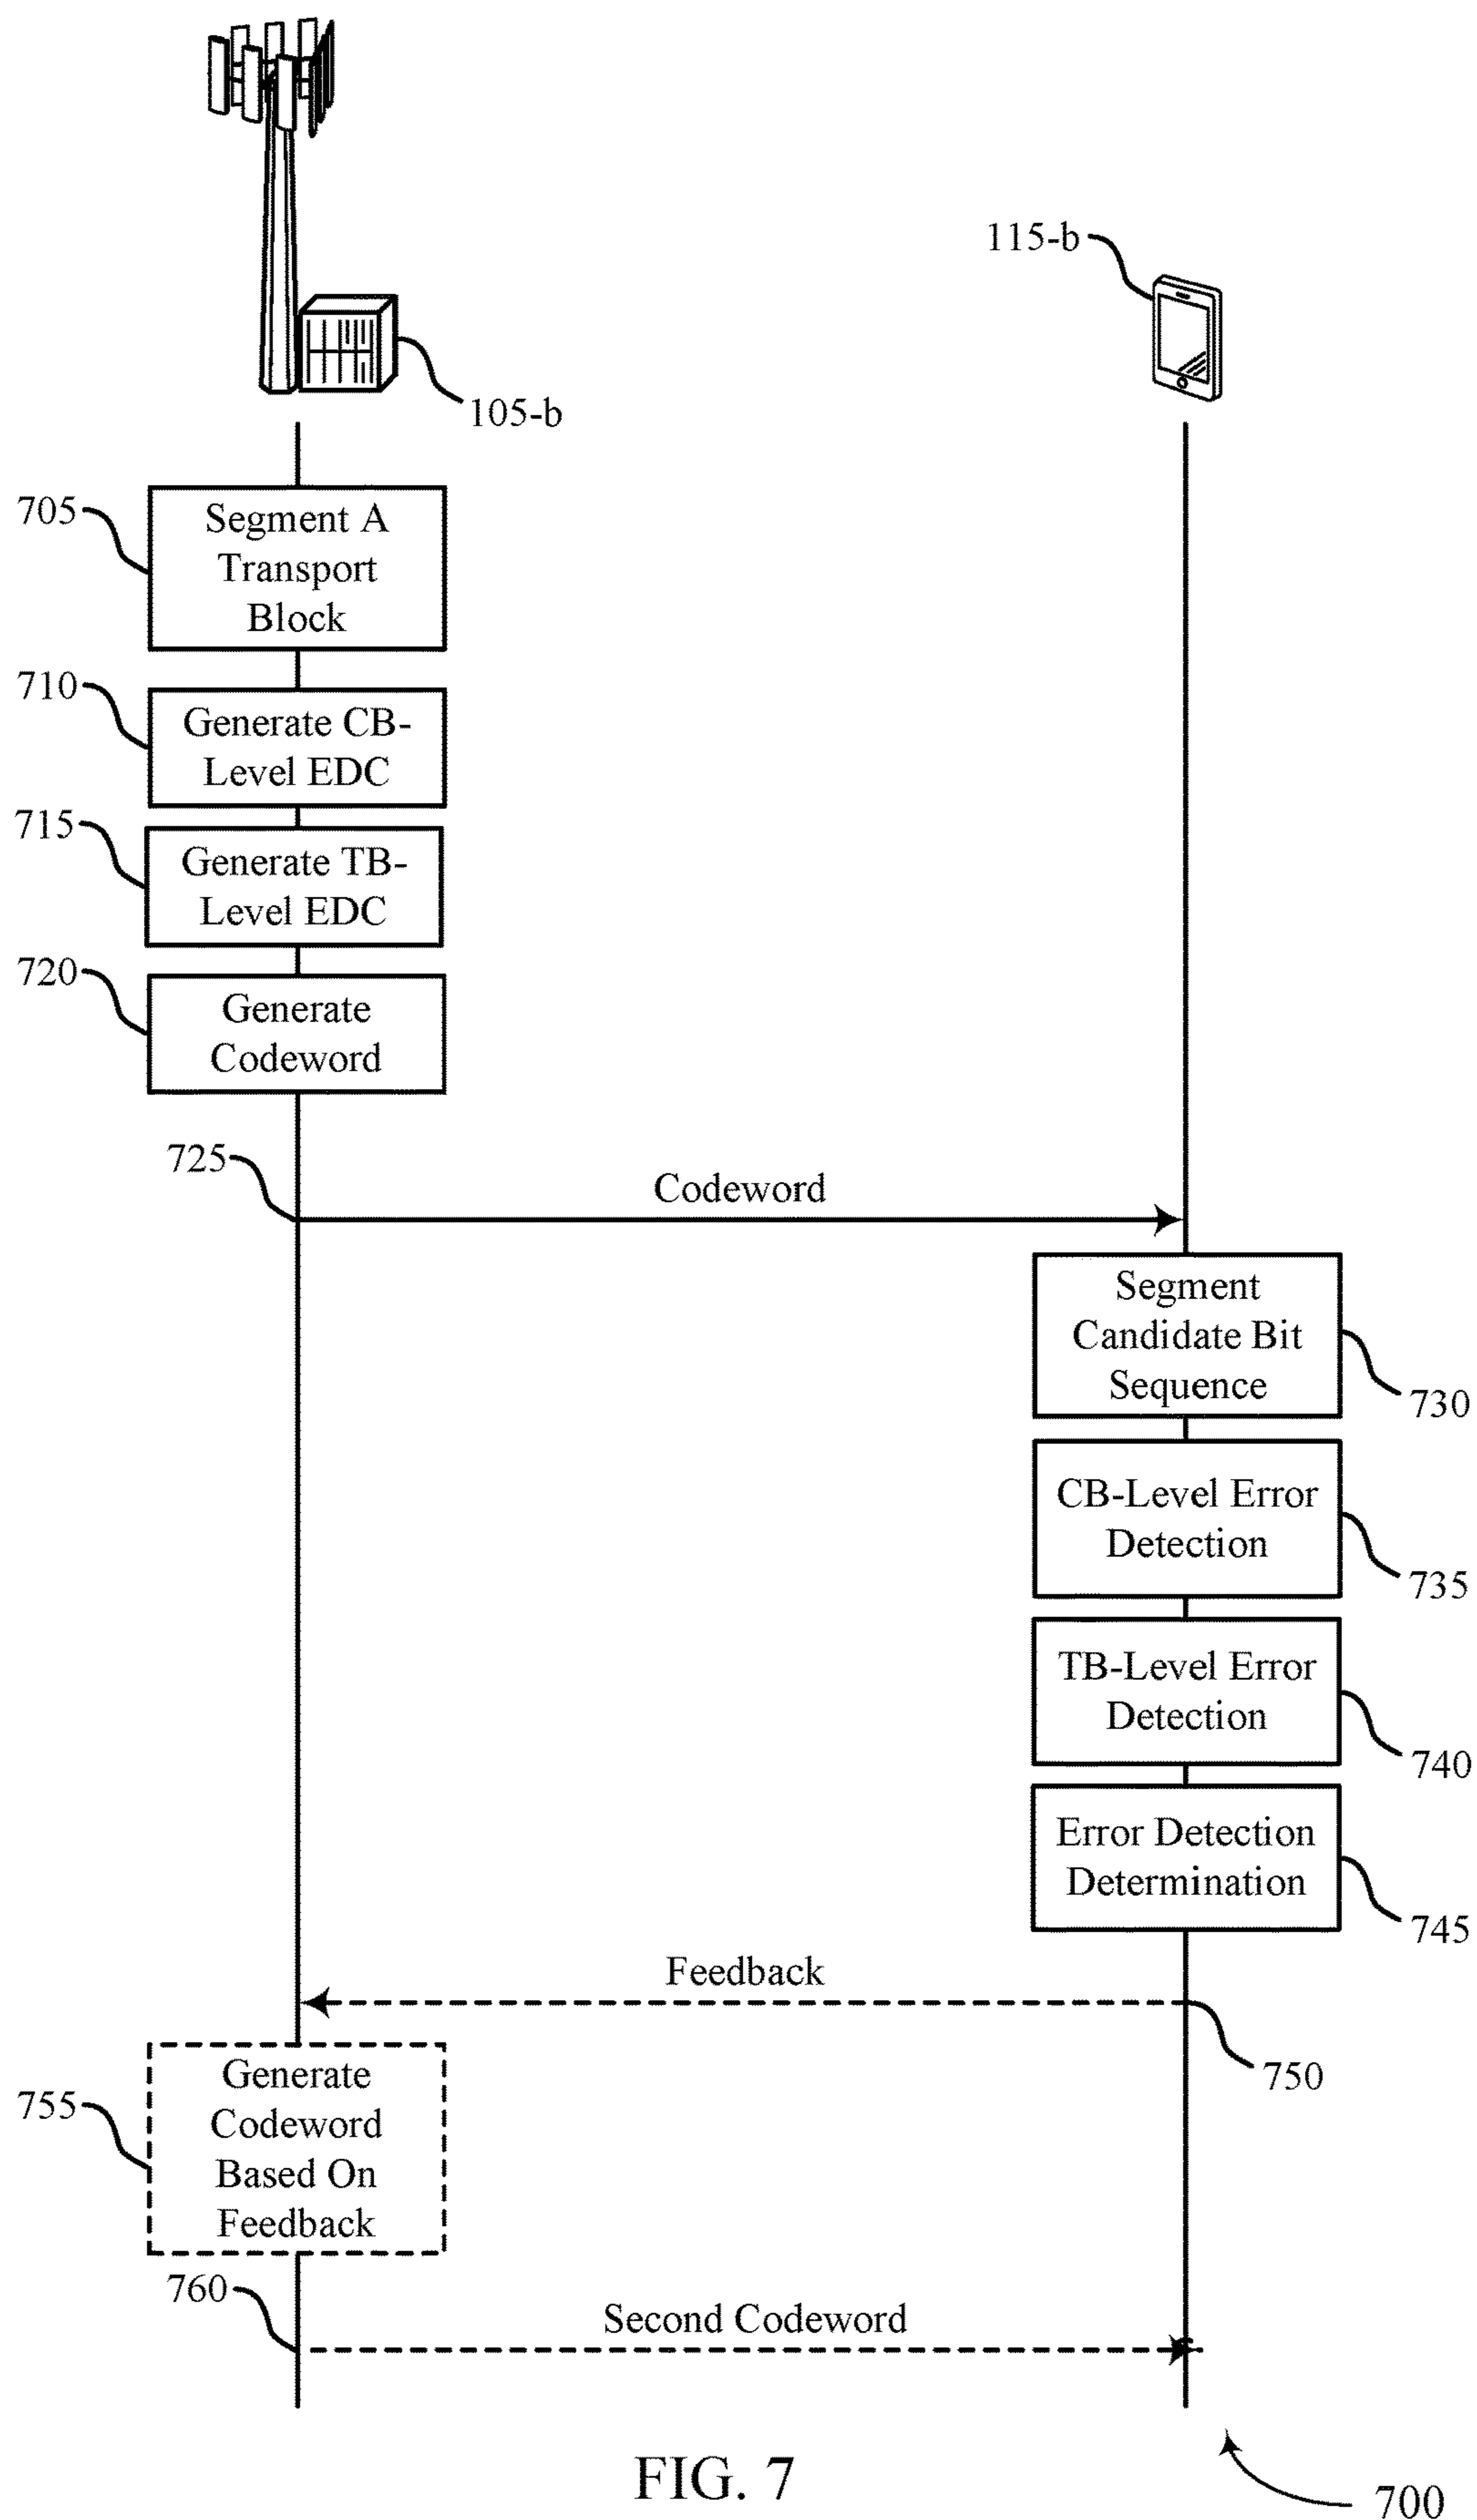 115-b
105-b
705
Segment A
Transport
Block
710
Generate CB-
Level EDC
715
Generate TB-
Level EDC
720
Generate
Codeword
725
Codeword
Segment
Candidate Bit
Sequence
730
CB-Level Error
Detection
735
TB-Level Error
Detection
740
Error Detection
Determination
745
Feedback
750
755
Generate
Codeword
Based On
Feedback
760
Second Codeword
FIG. 7
700